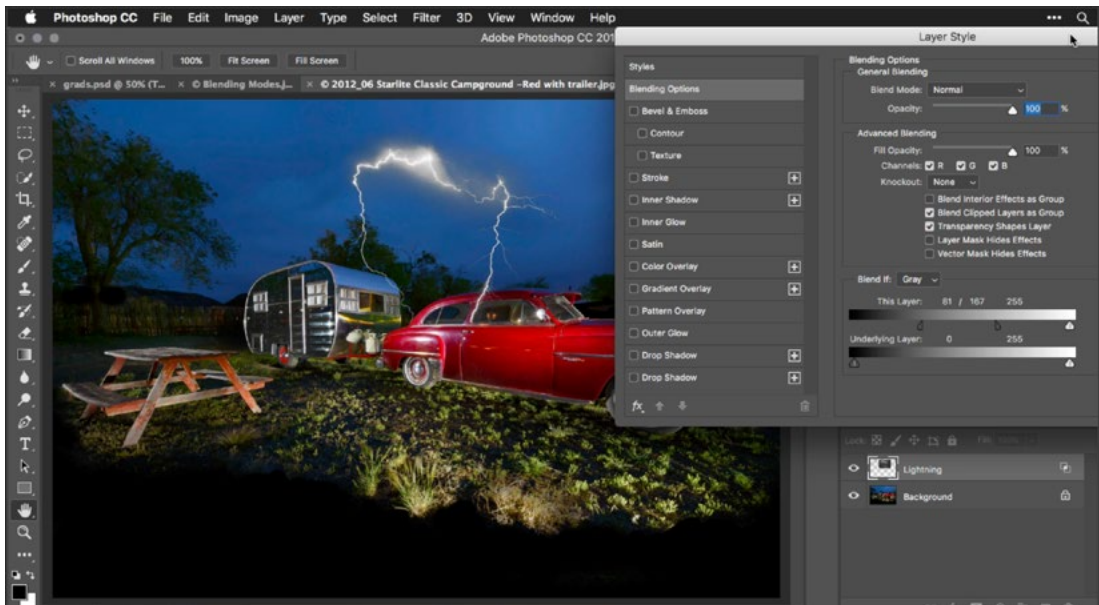 Photoshop CC File Edit Image Layer Type Select Filter 3D View Window Help
Adobe Photoshop CC 201
Scroll All Windows 100% Fit Screen Fill Screen
× grads.psd @ 50% (T... × © Blending Modes.j... × © 2012_06 Starlite Classic Campground –Red with trailer.jpg
Layer Style
Styles
Blending Options
Bevel & Emboss
Contour
Texture
Stroke
Inner Shadow
Inner Glow
Satin
Color Overlay
Gradient Overlay
Pattern Overlay
Outer Glow
Drop Shadow
Drop Shadow
fx
Blending Options
General Blending
Blend Mode: Normal
Opacity: 100 %
Advanced Blending
Fill Opacity: 100 %
Channels: R G B
Knockout: None
Blend Interior Effects as Group
Blend Clipped Layers as Group
Transparency Shapes Layer
Layer Mask Hides Effects
Vector Mask Hides Effects
Blend If: Gray
This Layer: 81 / 167 255
Underlying Layer: 0 255
Lock:
Lightning
Background